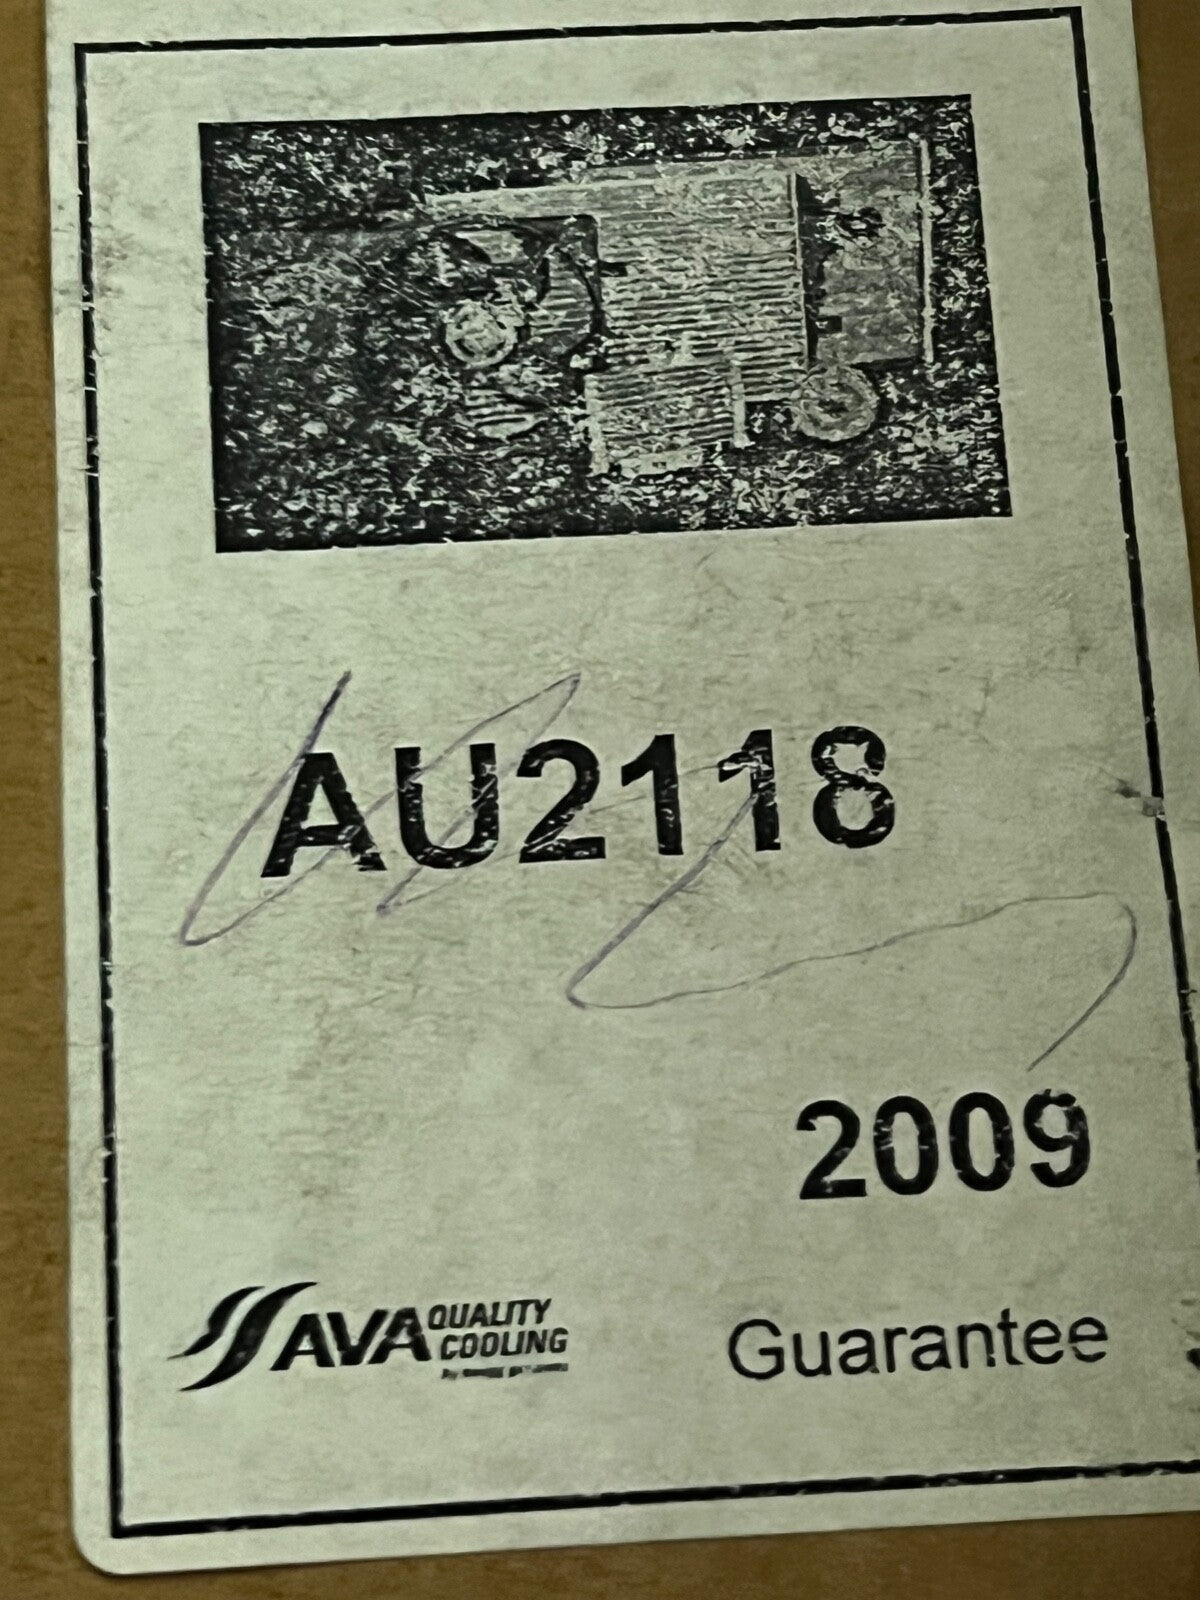 AU2118
2009
AVA QUALITY
COOLING
Guarantee